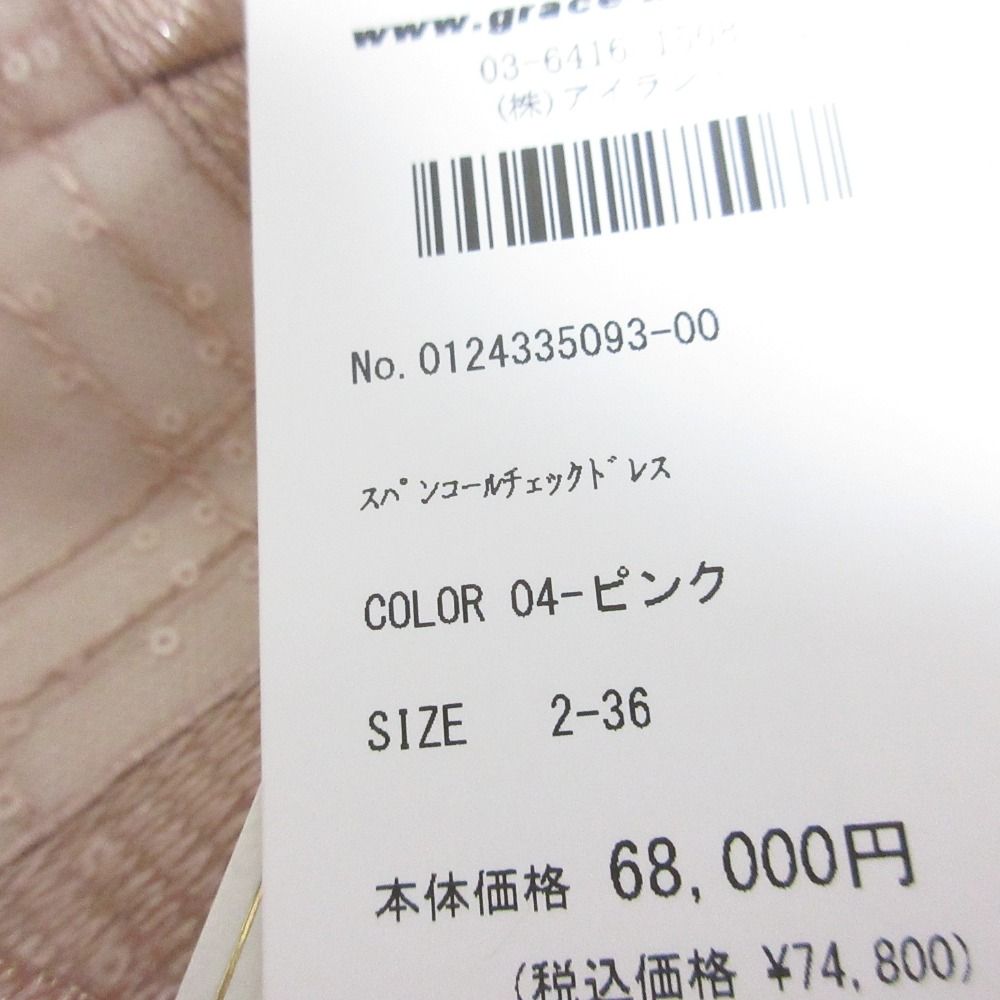 www.grace
03-6416
(株)アイラン
No.0124335093-00
ｽﾊﾟﾝｺｰﾙﾁｪｯｸﾄﾞﾚｽ
COLOR 04-ピンク
SIZE 2-36
本体価格 68,000円
(税込価格 ¥74,800)